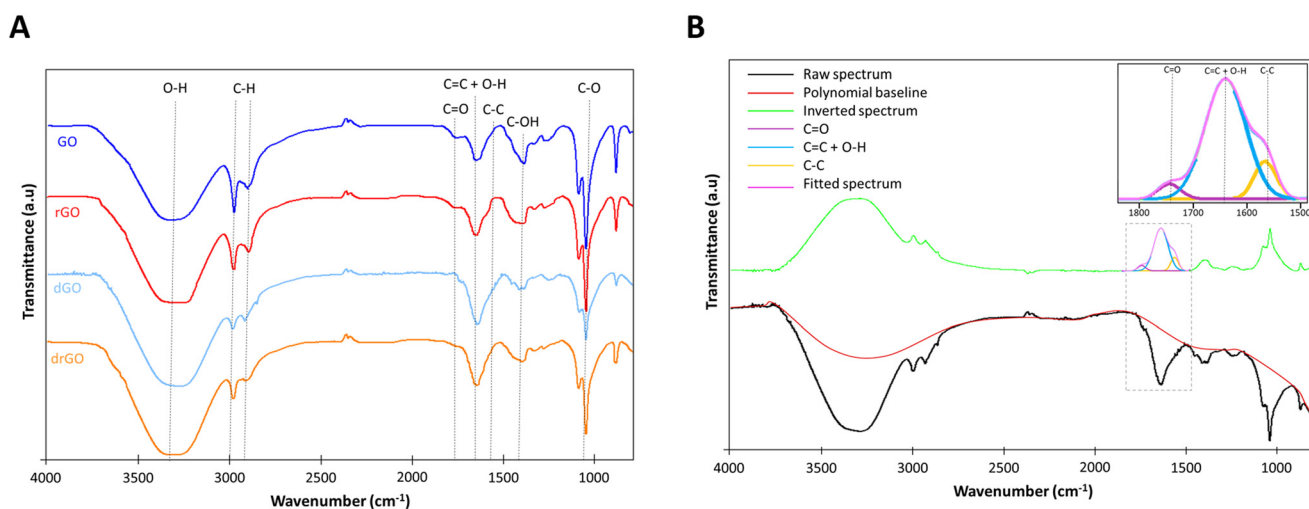 A
O-H
C-H
C=C + O-H
C=O
C-C
C-OH
C-O
GO
rGO
dGO
drGO
Transmittance (a.u)
4000 3500 3000 2500 2000 1500 1000
Wavenumber (cm-1)
B
Raw spectrum
Polynomial baseline
Inverted spectrum
C=O
C=C + O-H
C-C
Fitted spectrum
C=O C=C + O-H C-C
1800 1700 1600 1500
Transmittance (a.u)
4000 3500 3000 2500 2000 1500 1000
Wavenumber (cm-1)